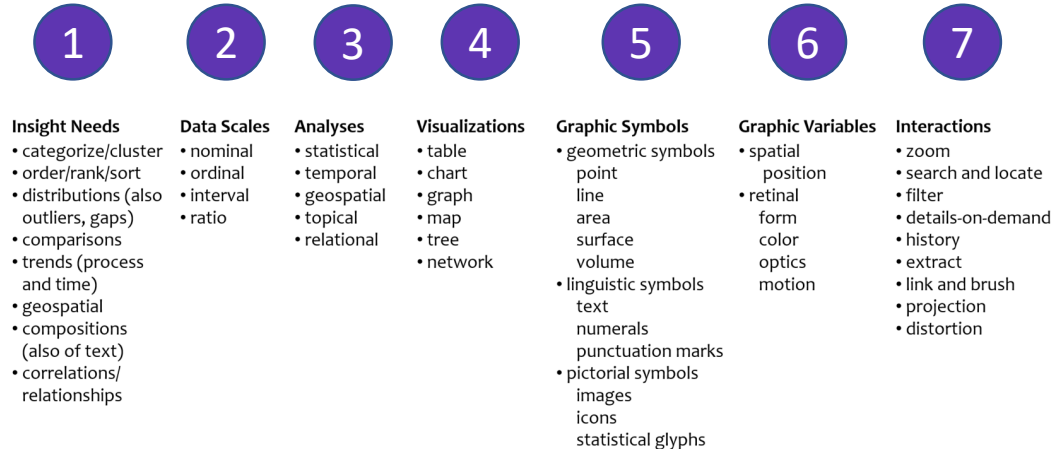 1
2
3
4
5
6
7
Insight Needs
• categorize/cluster
• order/rank/sort
• distributions (also
outliers, gaps)
• comparisons
• trends (process
and time)
• geospatial
• compositions
(also of text)
• correlations/
relationships
Data Scales
• nominal
• ordinal
• interval
• ratio
Analyses
• statistical
• temporal
• geospatial
• topical
• relational
Visualizations
• table
• chart
• graph
• map
• tree
• network
Graphic Symbols
• geometric symbols
point
line
area
surface
volume
• linguistic symbols
text
numerals
punctuation marks
• pictorial symbols
images
icons
statistical glyphs
Graphic Variables
• spatial
position
• retinal
form
color
optics
motion
Interactions
• zoom
• search and locate
• filter
• details-on-demand
• history
• extract
• link and brush
• projection
• distortion